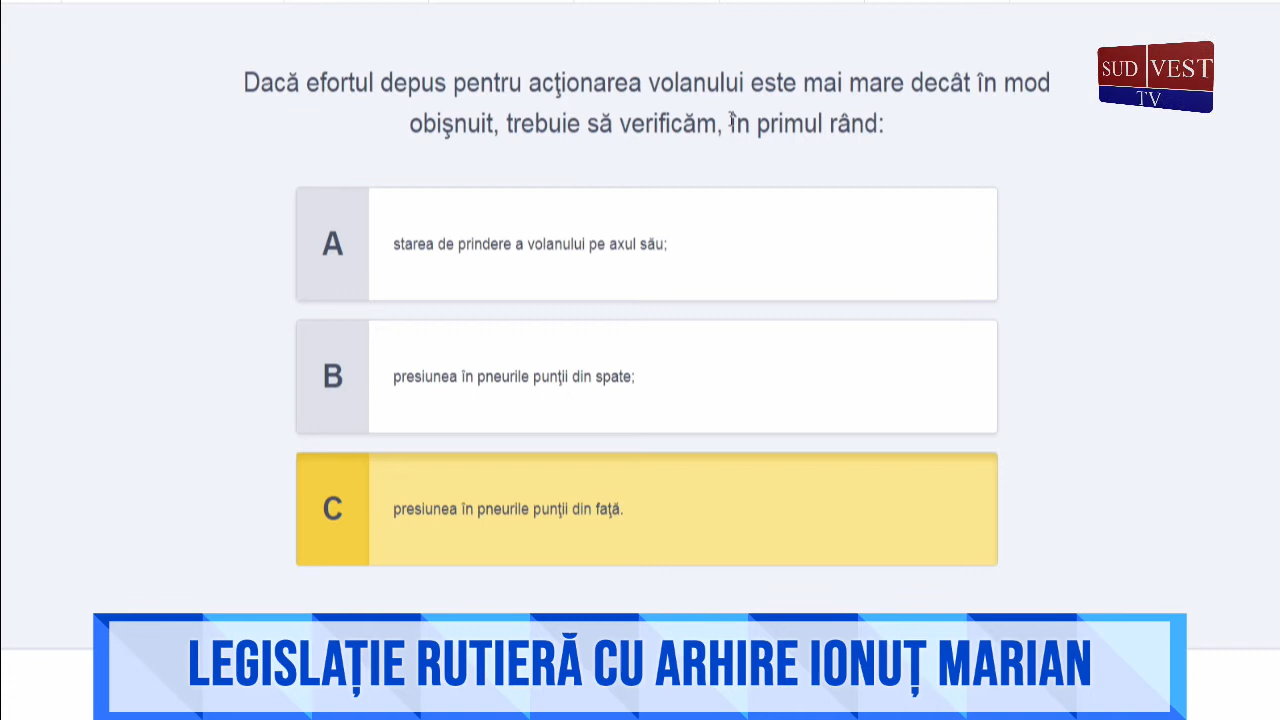 SUD VEST
TV
Dacă efortul depus pentru acţionarea volanului este mai mare decât în mod
obişnuit, trebuie să verificăm, în primul rând:
A
starea de prindere a volanului pe axul său;
B
presiunea în pneurile punţii din spate;
C
presiunea în pneurile punţii din faţă.
LEGISLAȚIE RUTIERĂ CU ARHIRE IONUȚ MARIAN